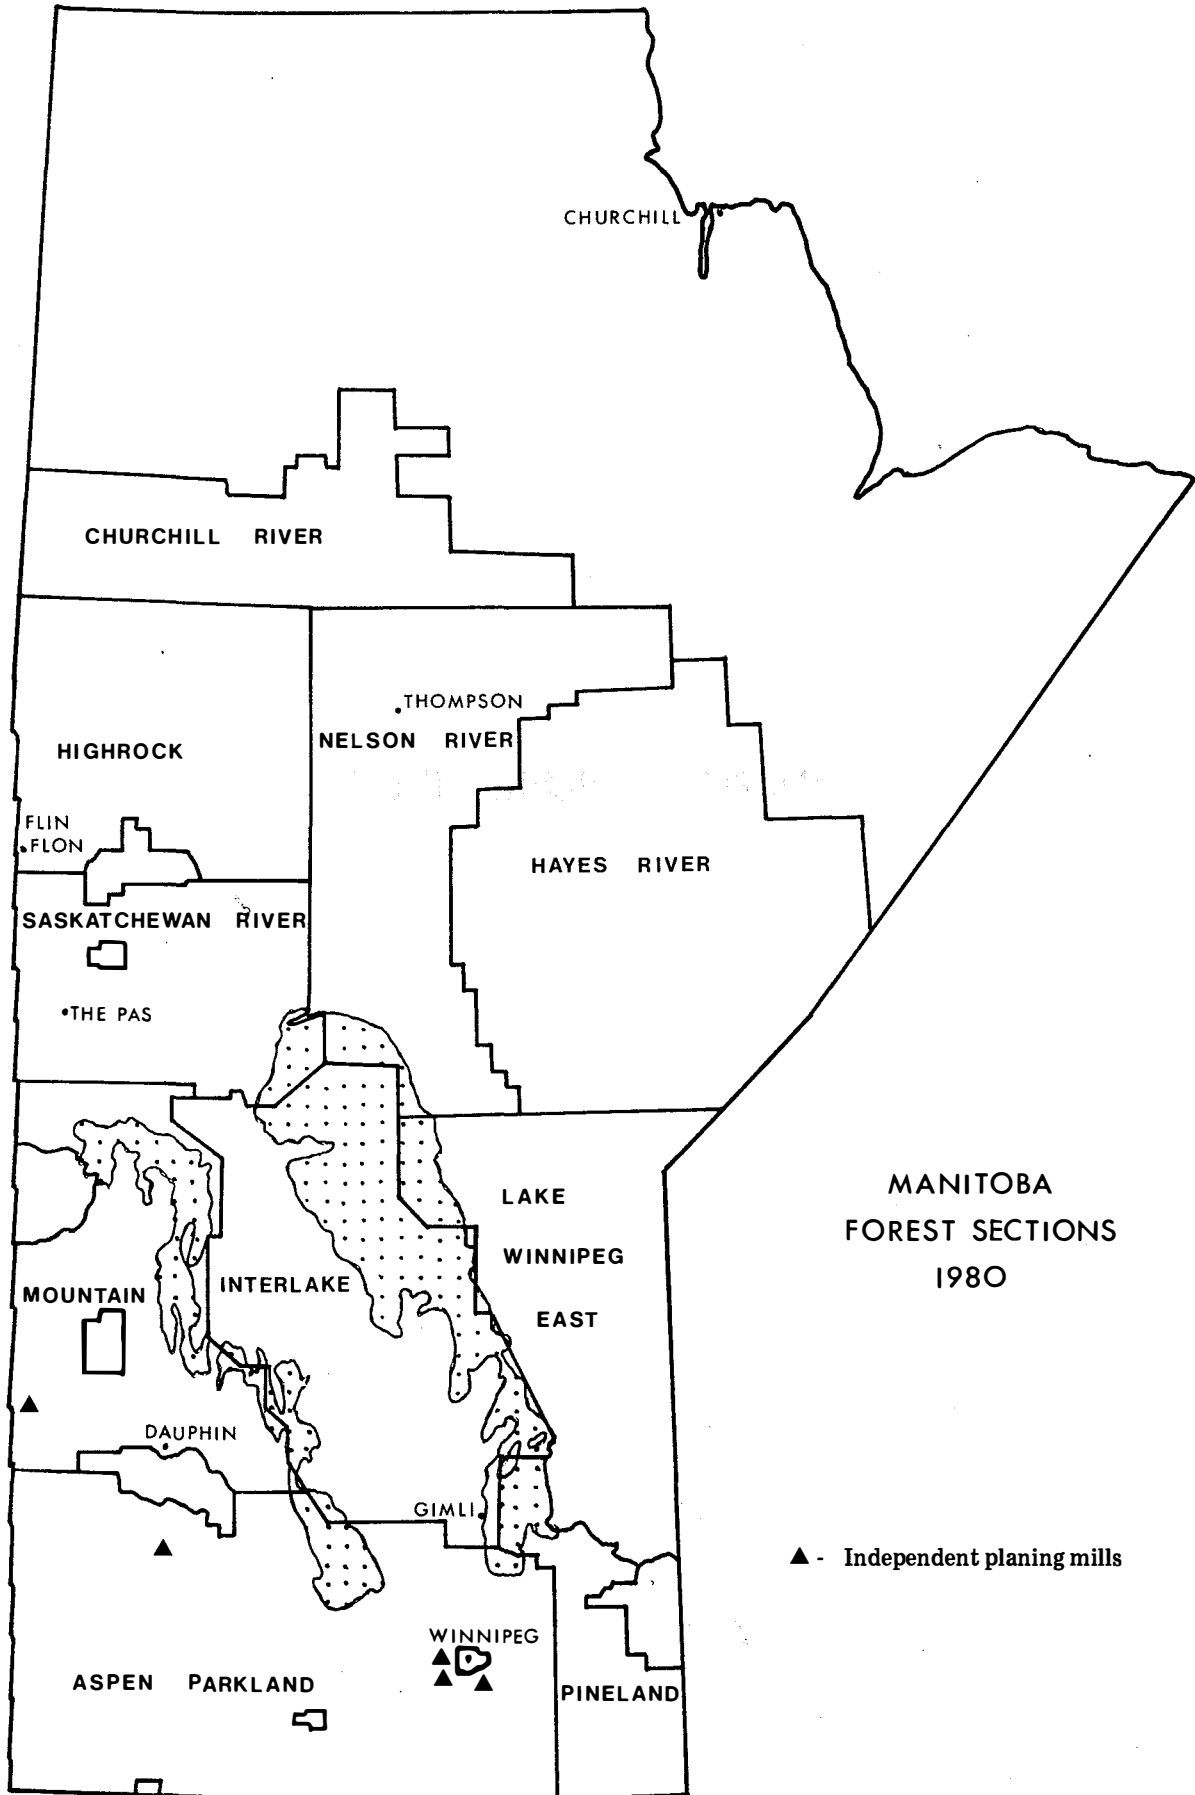 CHURCHILL
CHURCHILL RIVER
THOMPSON
NELSON RIVER
HIGHROCK
FLIN
FLON
HAYES RIVER
SASKATCHEWAN RIVER
THE PAS
LAKE
WINNIPEG
EAST
MANITOBA
FOREST SECTIONS
1980
MOUNTAIN
INTERLAKE
DAUPHIN
GIMLI
▲ - Independent planing mills
WINNIPEG
ASPEN PARKLAND
PINELAND